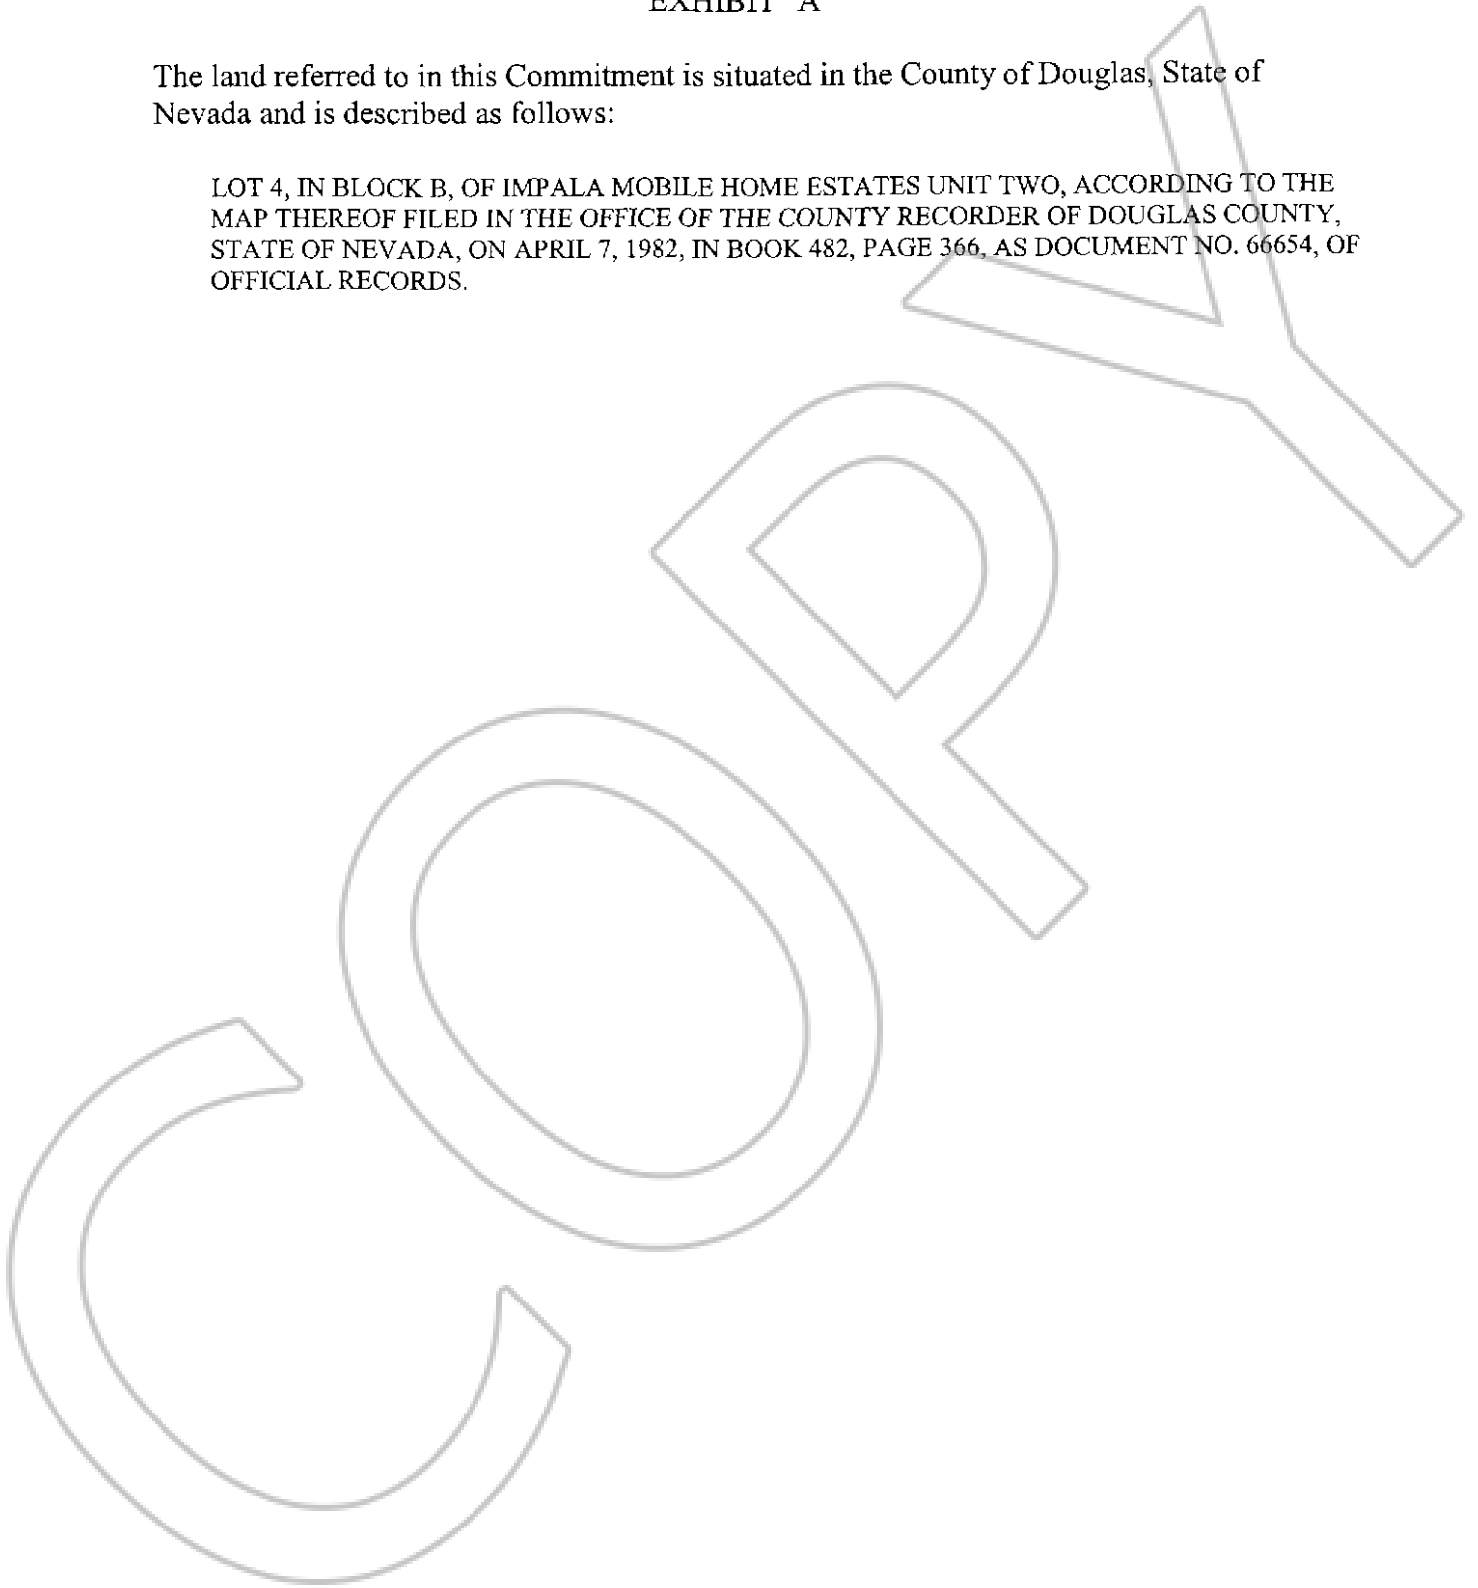 EXHIBIT A
The land referred to in this Commitment is situated in the County of Douglas, State of
Nevada and is described as follows:
LOT 4, IN BLOCK B, OF IMPALA MOBILE HOME ESTATES UNIT TWO, ACCORDING TO THE
MAP THEREOF FILED IN THE OFFICE OF THE COUNTY RECORDER OF DOUGLAS COUNTY,
STATE OF NEVADA, ON APRIL 7, 1982, IN BOOK 482, PAGE 366, AS DOCUMENT NO. 66654, OF
OFFICIAL RECORDS.
COPY